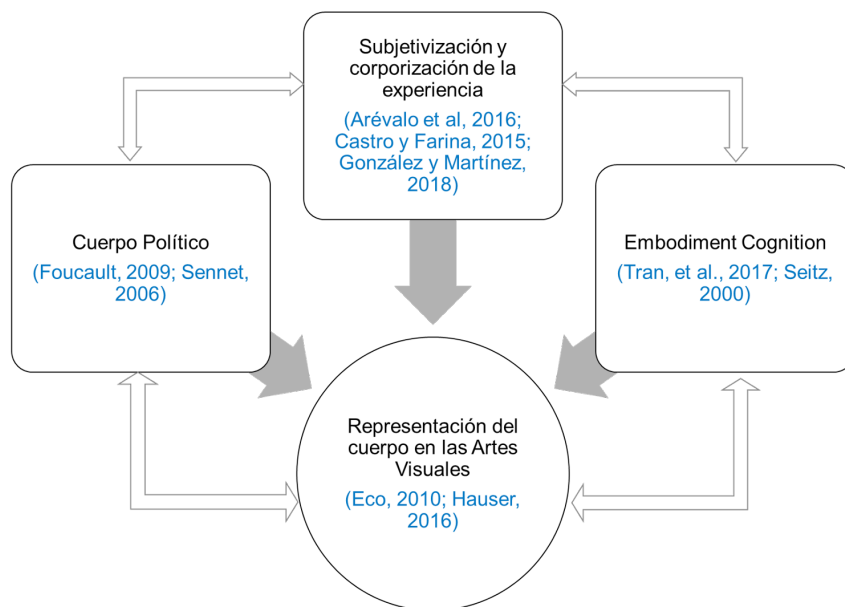 Subjetivización y
corporización de la
experiencia
(Arévalo et al, 2016;
Castro y Farina, 2015;
González y Martínez,
2018)
Cuerpo Político
(Foucault, 2009; Sennet,
2006)
Embodiment Cognition
(Tran, et al., 2017; Seitz,
2000)
Representación del
cuerpo en las Artes
Visuales
(Eco, 2010; Hauser,
2016)